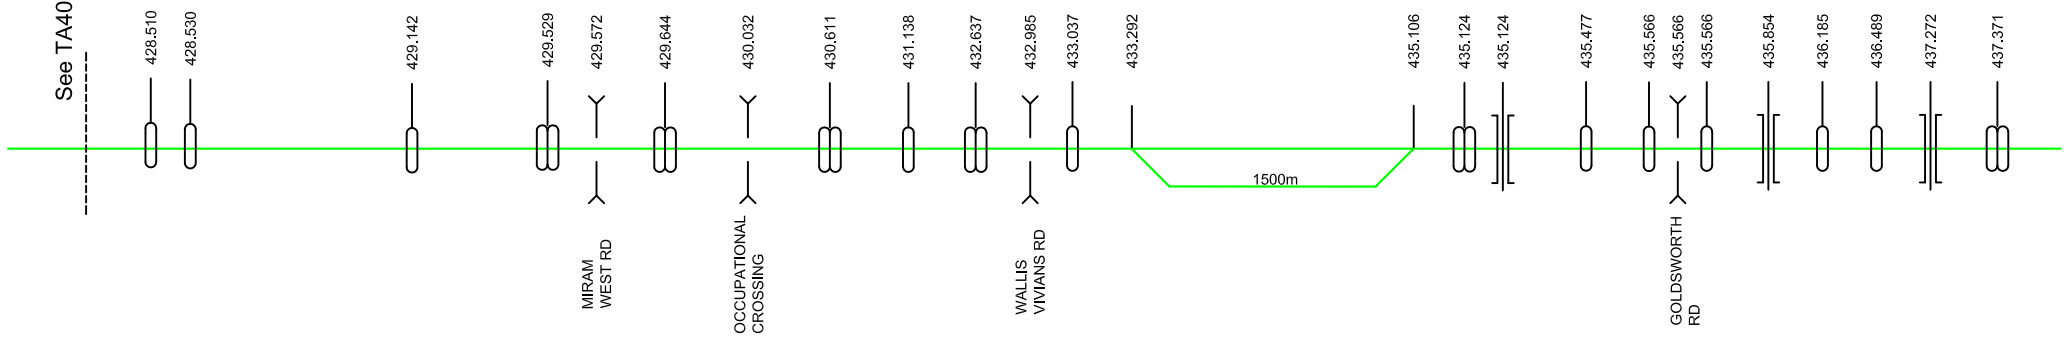 See TA40
428.510
428.530
429.142
429.529
429.572
429.644
430.032
430.611
431.138
432.637
432.985
433.037
433.292
435.106
435.124
435.124
435.477
435.566
435.566
435.566
435.854
436.185
436.489
437.272
437.371
1500m
MIRAM
WEST RD
OCCUPATIONAL
CROSSING
WALLIS
VIVIANS RD
GOLDSWORTH
RD